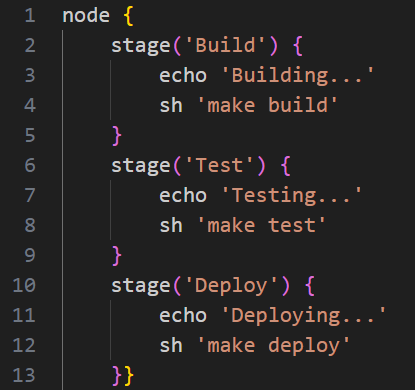 1 node {
2     stage('Build') {
3         echo 'Building...'
4         sh 'make build'
5     }
6     stage('Test') {
7         echo 'Testing...'
8         sh 'make test'
9     }
10     stage('Deploy') {
11         echo 'Deploying...'
12         sh 'make deploy'
13     }}